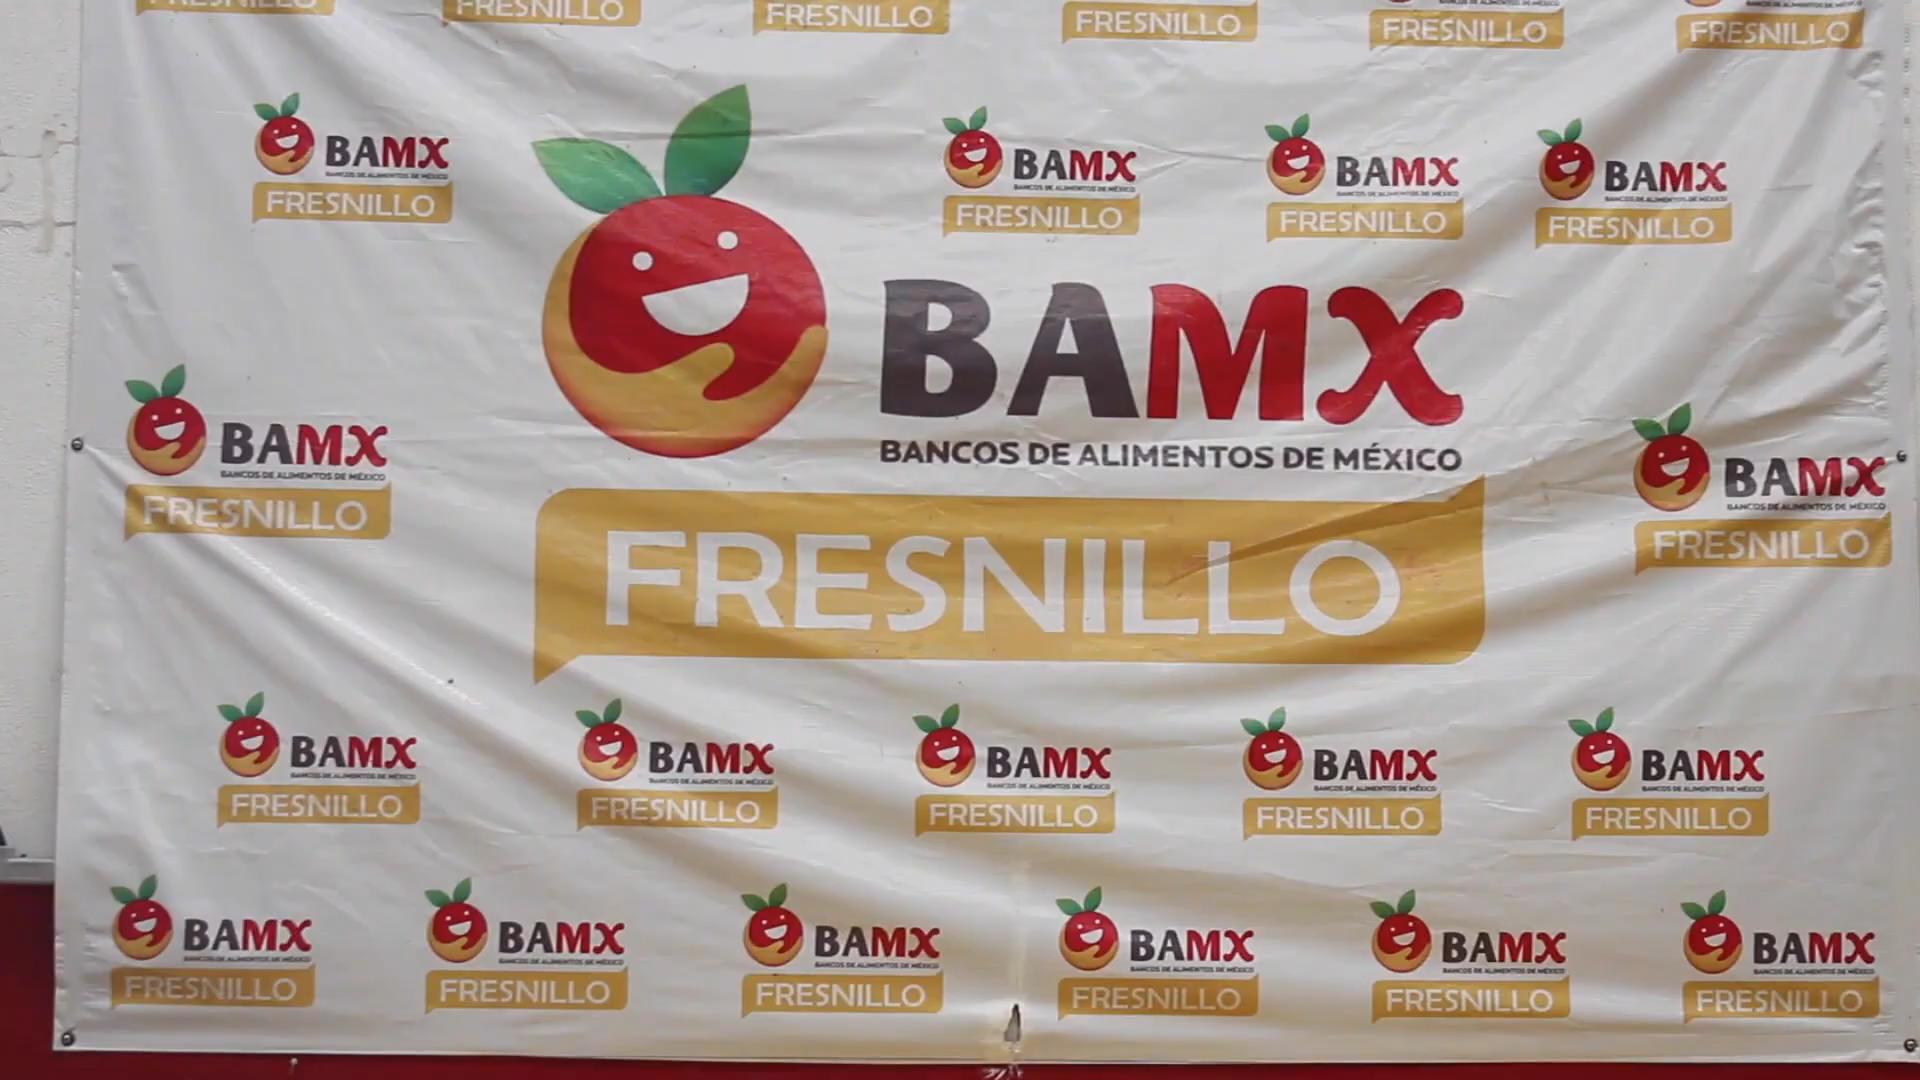 FRESNILLO FRESNILLO FRESNILLO FRESNILLO FRESNILLO FRESNILLO
BAMX BAMX BAMX BAMX
BANCOS DE ALIMENTOS DE MÉXICO BANCOS DE ALIMENTOS DE MÉXICO BANCOS DE ALIMENTOS DE MÉXICO BANCOS DE ALIMENTOS DE MÉXICO
FRESNILLO FRESNILLO FRESNILLO FRESNILLO
BAMX
BANCOS DE ALIMENTOS DE MÉXICO
FRESNILLO
BAMX BAMX
BANCOS DE ALIMENTOS DE MÉXICO BANCOS DE ALIMENTOS DE MÉXICO
FRESNILLO FRESNILLO
BAMX BAMX BAMX BAMX BAMX
BANCOS DE ALIMENTOS DE MÉXICO BANCOS DE ALIMENTOS DE MÉXICO BANCOS DE ALIMENTOS DE MÉXICO BANCOS DE ALIMENTOS DE MÉXICO BANCOS DE ALIMENTOS DE MÉXICO
FRESNILLO FRESNILLO FRESNILLO FRESNILLO FRESNILLO
BAMX BAMX BAMX BAMX BAMX BAMX
BANCOS DE ALIMENTOS DE MÉXICO BANCOS DE ALIMENTOS DE MÉXICO BANCOS DE ALIMENTOS DE MÉXICO BANCOS DE ALIMENTOS DE MÉXICO BANCOS DE ALIMENTOS DE MÉXICO BANCOS DE ALIMENTOS DE MÉXICO
FRESNILLO FRESNILLO FRESNILLO FRESNILLO FRESNILLO FRESNILLO